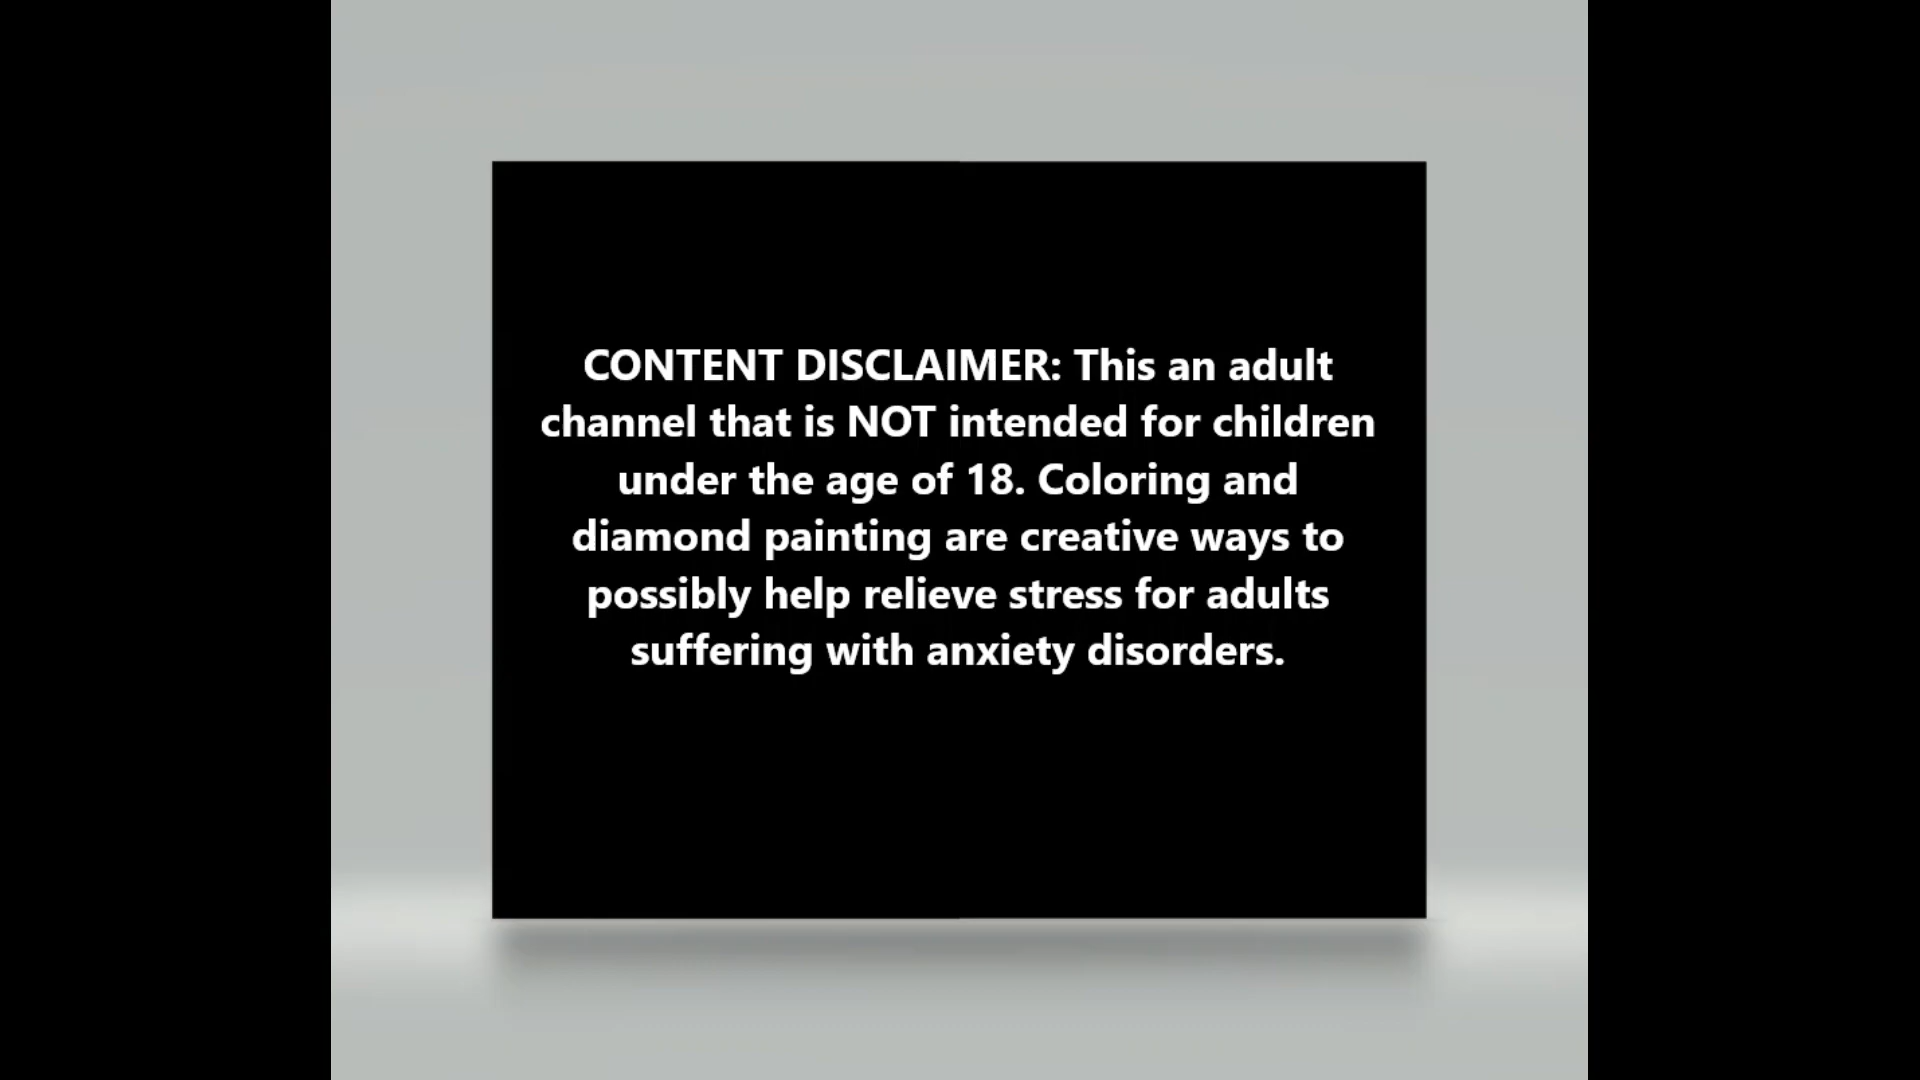 CONTENT DISCLAIMER: This an adult
channel that is NOT intended for children
under the age of 18. Coloring and
diamond painting are creative ways to
possibly help relieve stress for adults
suffering with anxiety disorders.